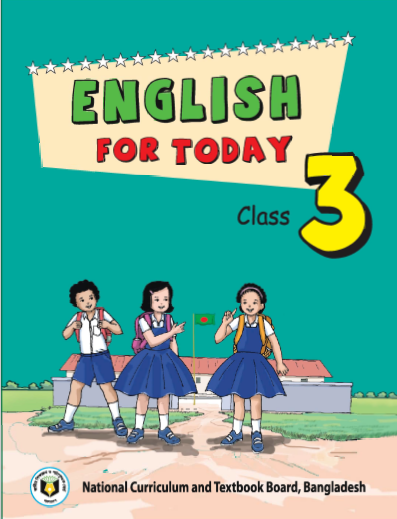 ENGLISH
FOR TODAY
Class 3
National Curriculum and Textbook Board, Bangladesh